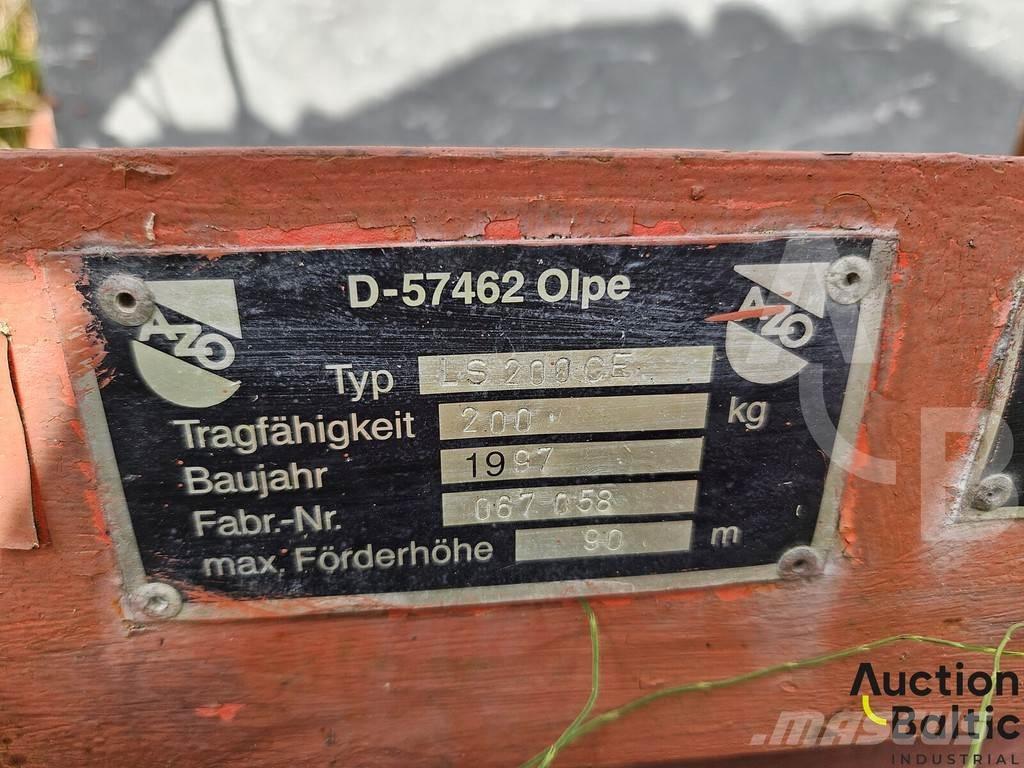 D-57462 Olpe
AZO
AZO
Typ LS 200 CE
Tragfähigkeit 200 kg
Baujahr 1997
Fabr.-Nr. 067 058
max. Förderhöhe 90 m
Auction
Baltic
INDUSTRIAL